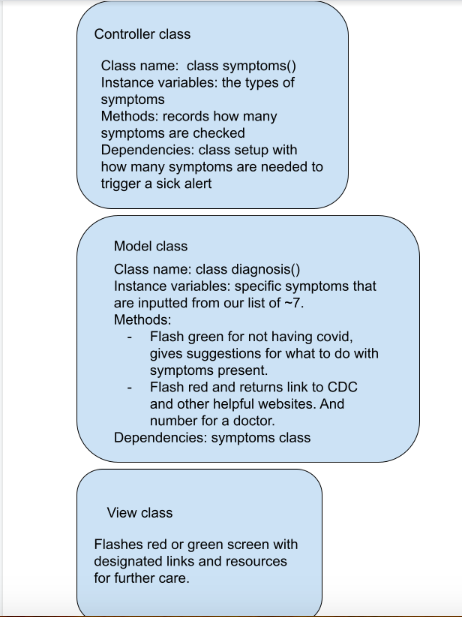 Controller class
Class name:  class symptoms()
Instance variables: the types of
symptoms
Methods: records how many
symptoms are checked
Dependencies: class setup with
how many symptoms are needed to
trigger a sick alert
Model class
Class name: class diagnosis()
Instance variables: specific symptoms that
are inputted from our list of ~7.
Methods:
- Flash green for not having covid,
gives suggestions for what to do with
symptoms present.
- Flash red and returns link to CDC
and other helpful websites. And
number for a doctor.
Dependencies: symptoms class
View class
Flashes red or green screen with
designated links and resources
for further care.